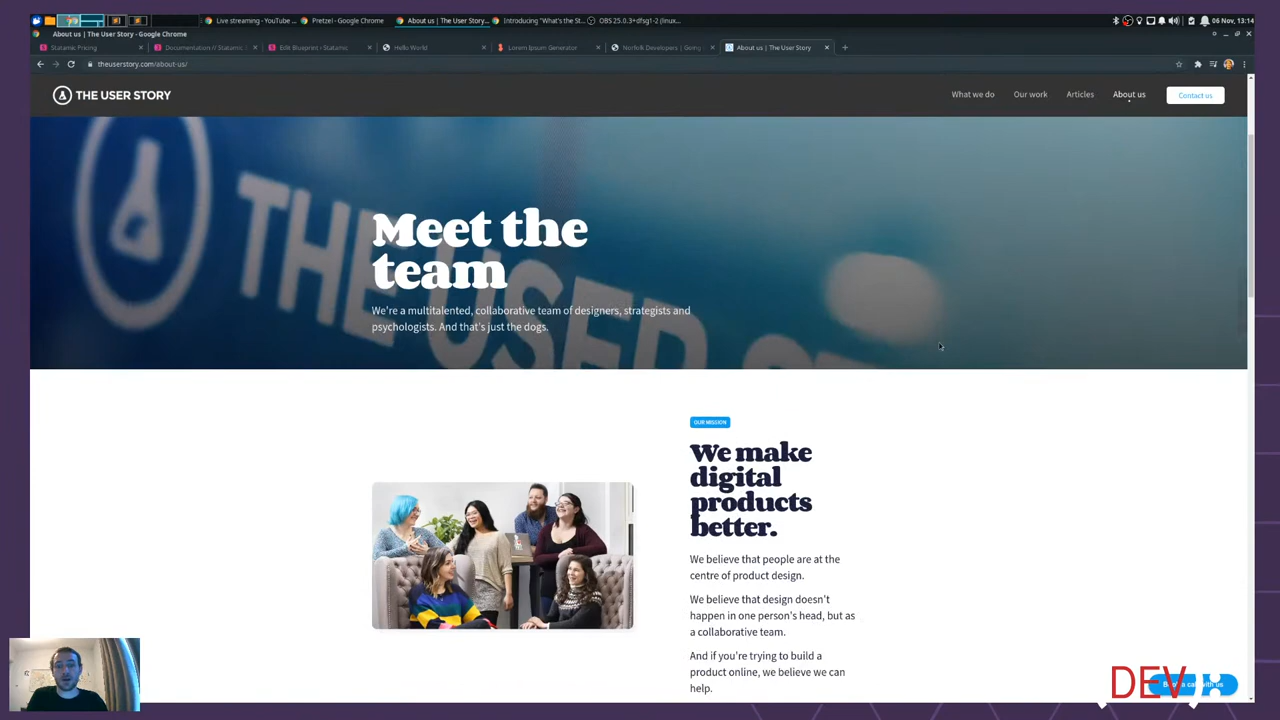 Live streaming - YouTube ...
Pretzel - Google Chrome
About us | The User Story...
Introducing "What's the St...
OBS 25.0.3+dfsg1-2 (linux...
06 Nov, 13:14
About us | The User Story - Google Chrome
Statamic Pricing
Documentation // Statamic
Edit Blueprint ‹ Statamic
Hello World
Lorem Ipsum Generator
Norfolk Developers | Going
About us | The User Story
theuserstory.com/about-us/
THE USER STORY
What we do
Our work
Articles
About us
Contact us
THE USER ST
Meet the
team
We're a multitalented, collaborative team of designers, strategists and
psychologists. And that's just the dogs.
OUR MISSION
We make
digital
products
better.
We believe that people are at the
centre of product design.
We believe that design doesn't
happen in one person's head, but as
a collaborative team.
And if you're trying to build a
product online, we believe we can
help.
DEV